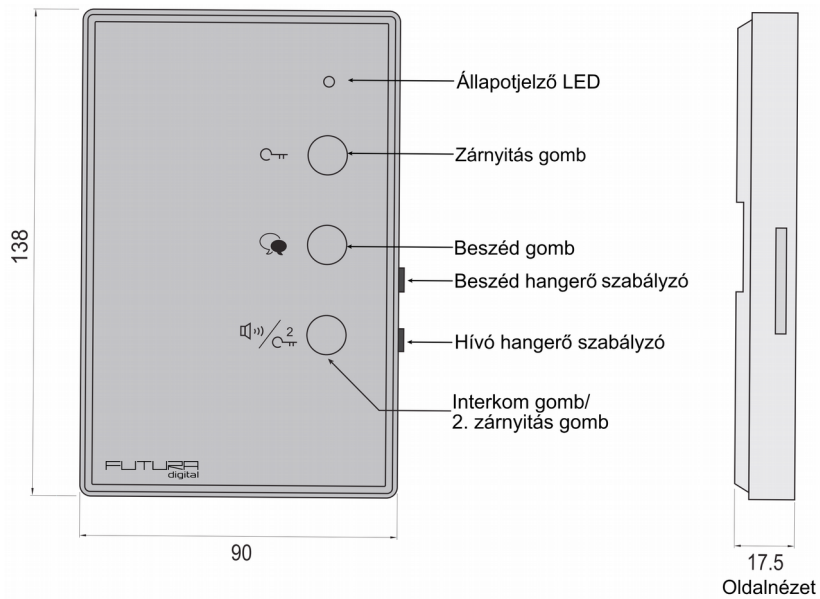 Állapotjelző LED
Zárnyitás gomb
Beszéd gomb
Beszéd hangerő szabályzó
2
Hívó hangerő szabályzó
Interkom gomb/
2. zárnyitás gomb
FUTURA
digital
138
90
17.5
Oldalnézet